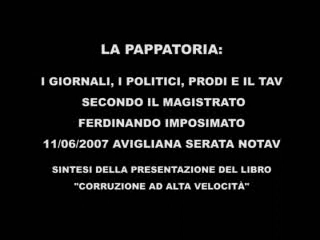 LA PAPPATORIA:
I GIORNALI, I POLITICI, PRODI E IL TAV
SECONDO IL MAGISTRATO
FERDINANDO IMPOSIMATO
11/06/2007 AVIGLIANA SERATA NOTAV
SINTESI DELLA PRESENTAZIONE DEL LIBRO
"CORRUZIONE AD ALTA VELOCITÀ"